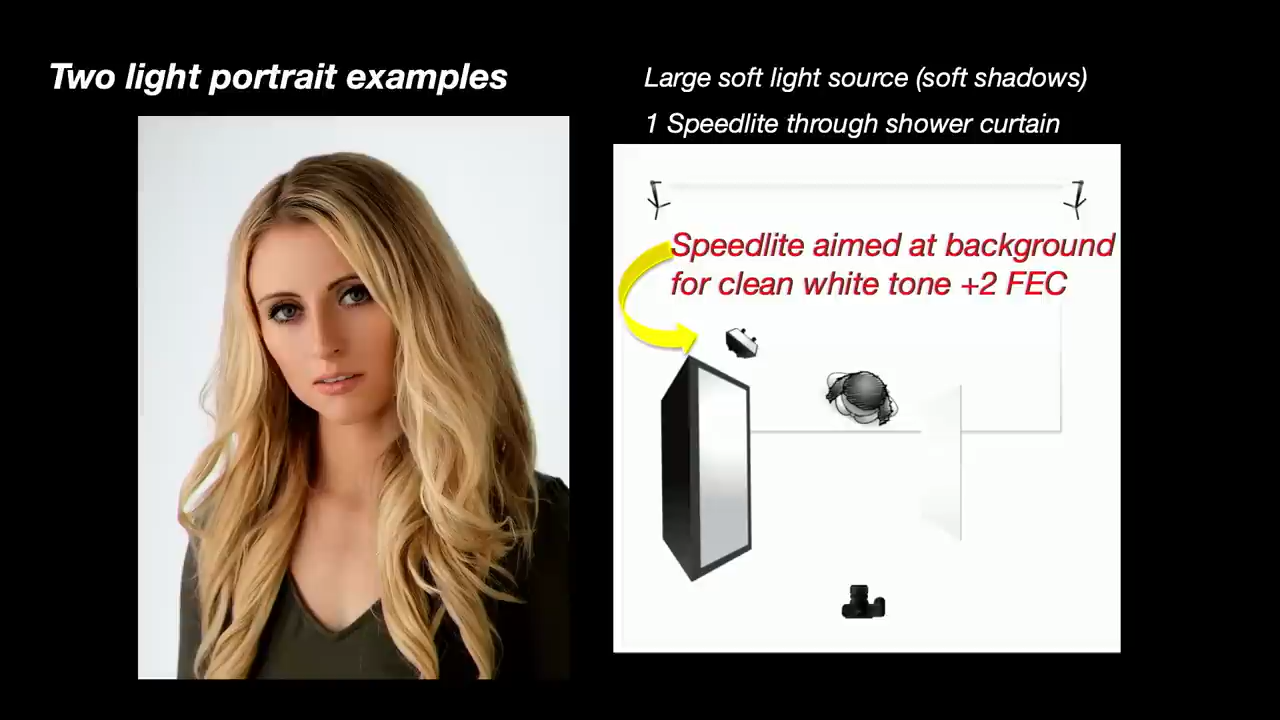 Two light portrait examples
Large soft light source (soft shadows)
1 Speedlite through shower curtain
Speedlite aimed at background
for clean white tone +2 FEC